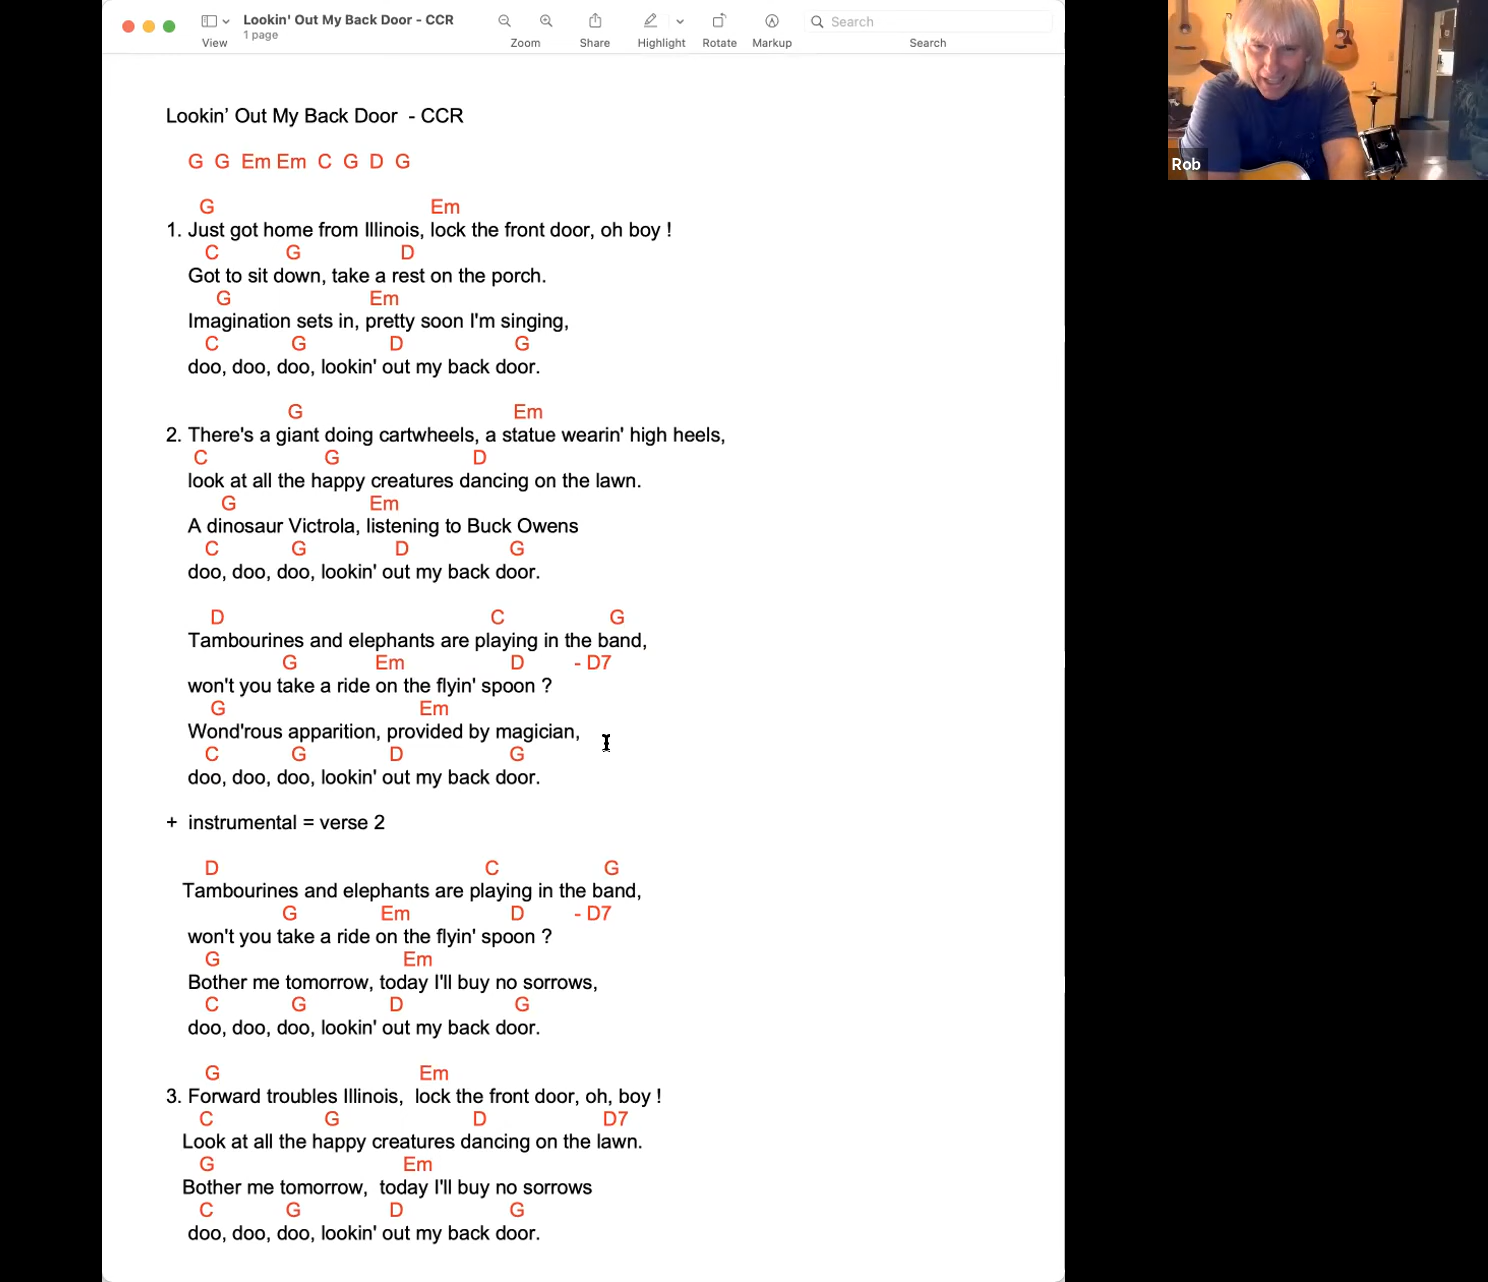 Lookin' Out My Back Door - CCR
1 page
View
Zoom
Share
Highlight
Rotate
Markup
Search
Search
Rob
Lookin’ Out My Back Door - CCR
G G Em Em C G D G
G Em
1. Just got home from Illinois, lock the front door, oh boy !
C G D
Got to sit down, take a rest on the porch.
G Em
Imagination sets in, pretty soon I'm singing,
C G D G
doo, doo, doo, lookin' out my back door.
G Em
2. There's a giant doing cartwheels, a statue wearin' high heels,
C G D
look at all the happy creatures dancing on the lawn.
G Em
A dinosaur Victrola, listening to Buck Owens
C G D G
doo, doo, doo, lookin' out my back door.
D C G
Tambourines and elephants are playing in the band,
G Em D - D7
won't you take a ride on the flyin' spoon ?
G Em
Wond'rous apparition, provided by magician,
C G D G
doo, doo, doo, lookin' out my back door.
+ instrumental = verse 2
D C G
Tambourines and elephants are playing in the band,
G Em D - D7
won't you take a ride on the flyin' spoon ?
G Em
Bother me tomorrow, today I'll buy no sorrows,
C G D G
doo, doo, doo, lookin' out my back door.
G Em
3. Forward troubles Illinois, lock the front door, oh, boy !
C G D D7
Look at all the happy creatures dancing on the lawn.
G Em
Bother me tomorrow, today I'll buy no sorrows
C G D G
doo, doo, doo, lookin' out my back door.